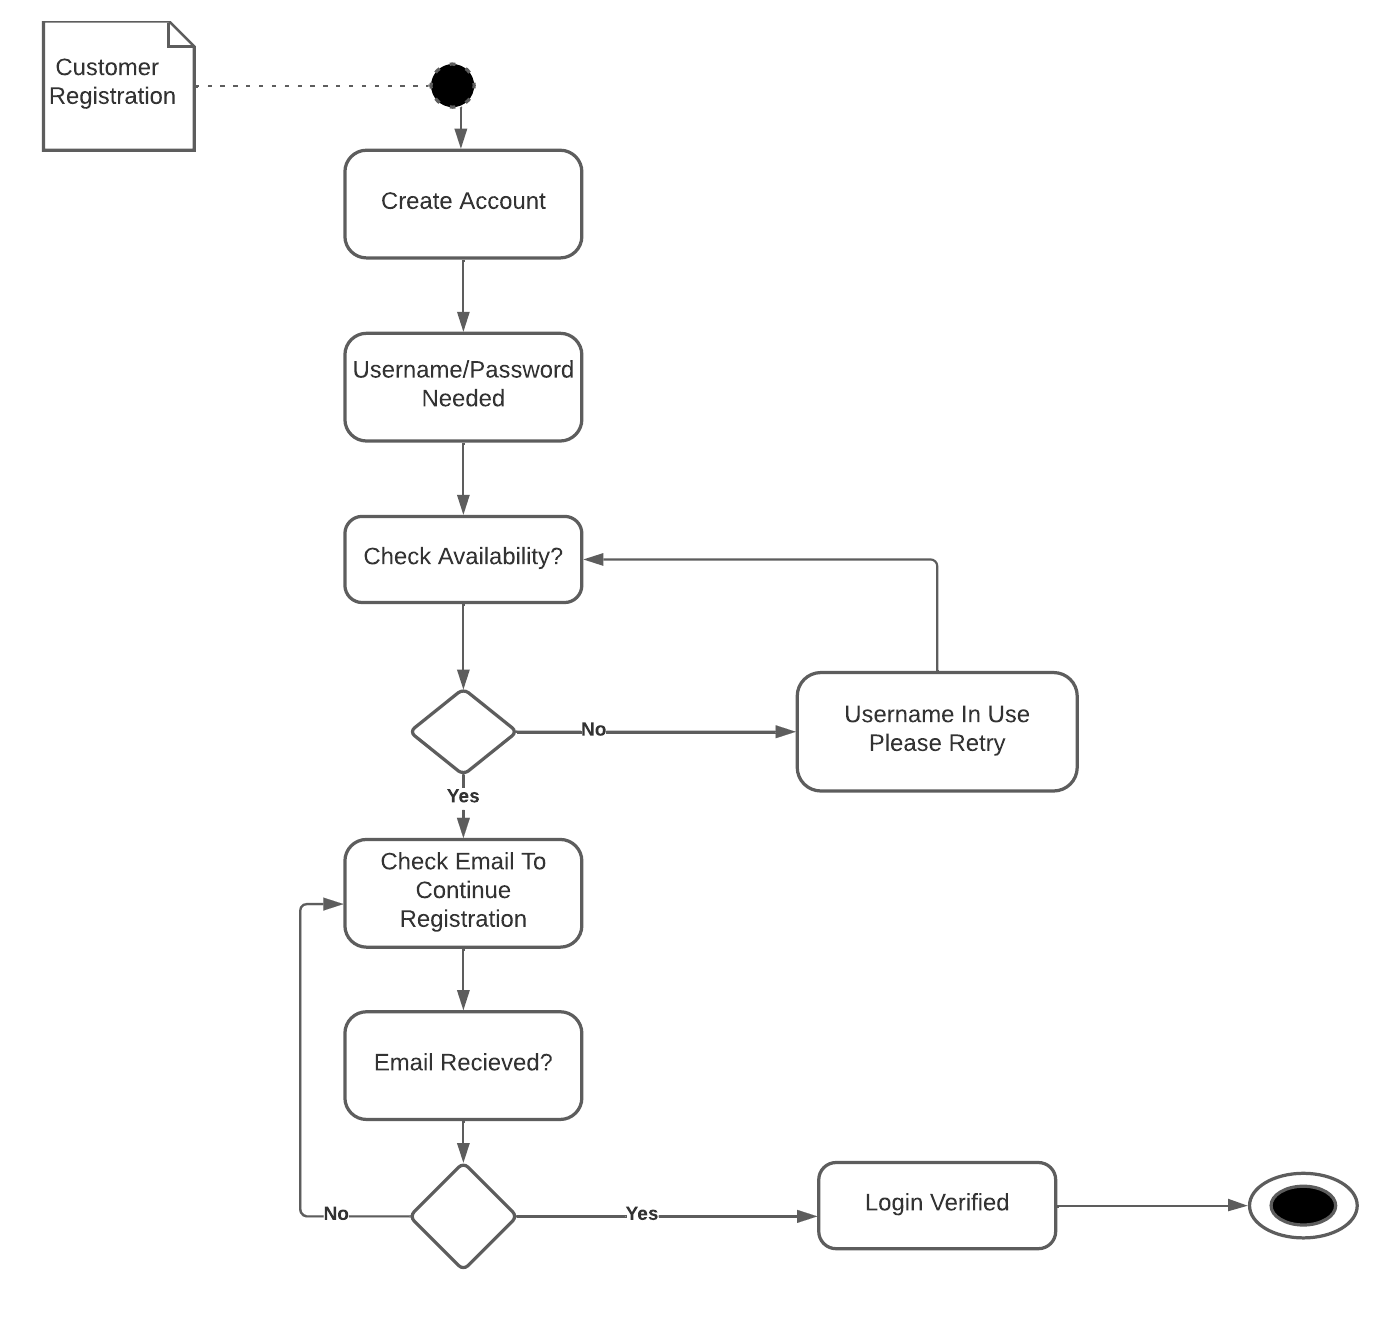 Customer
Registration
Create Account
Username/Password
Needed
Check Availability?
No
Username In Use
Please Retry
Yes
Check Email To
Continue
Registration
Email Recieved?
No
Yes
Login Verified